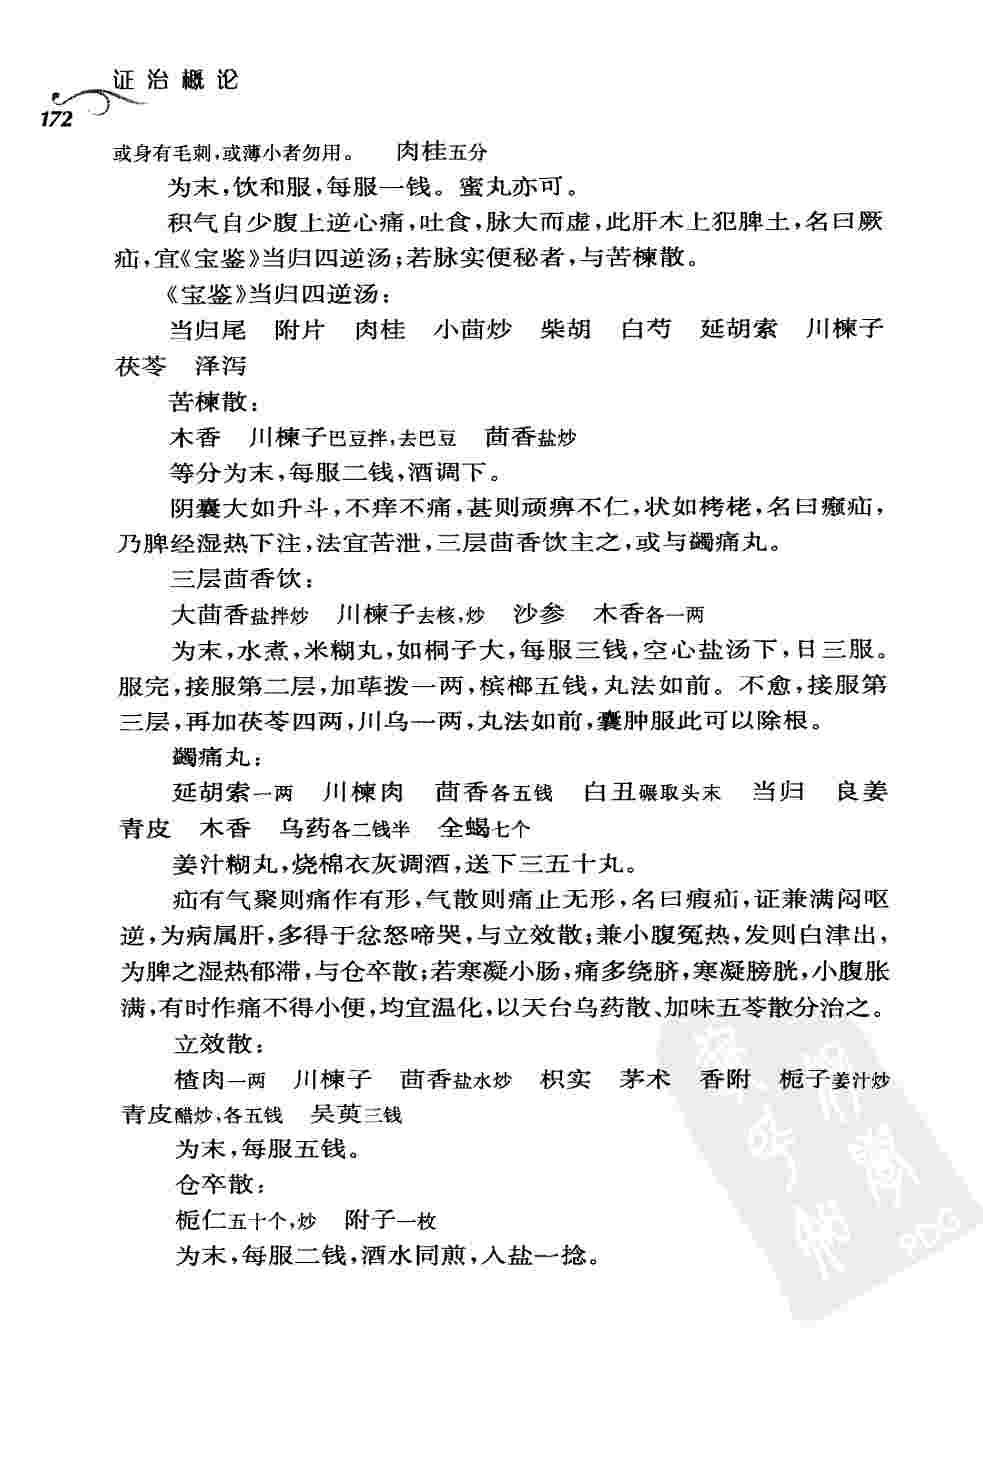 证治概论
172
或身有毛刺,或薄小者勿用。 肉桂五分
为末,饮和服,每服一钱。蜜丸亦可。
积气自少腹上逆心痛,吐食,脉大而虚,此肝木上犯脾土,名曰厥
疝,宜《宝鉴》当归四逆汤;若脉实便秘者,与苦楝散。
《宝鉴》当归四逆汤:
当归尾 附片 肉桂 小茴炒 柴胡 白芍 延胡索 川楝子
茯苓 泽泻
苦楝散:
木香 川楝子巴豆拌,去巴豆 茴香盐炒
等分为末,每服二钱,酒调下。
阴囊大如升斗,不痒不痛,甚则顽痹不仁,状如栲栳,名曰㿗疝,
乃脾经湿热下注,法宜苦泄,三层茴香饮主之,或与蠲痛丸。
三层茴香饮:
大茴香盐拌炒 川楝子去核,炒 沙参 木香各一两
为末,水煮,米糊丸,如桐子大,每服三钱,空心盐汤下,日三服。
服完,接服第二层,加荜拨一两,槟榔五钱,丸法如前。不愈,接服第
三层,再加茯苓四两,川乌一两,丸法如前,囊肿服此可以除根。
蠲痛丸:
延胡索一两 川楝肉 茴香各五钱 白丑碾取头末 当归 良姜
青皮 木香 乌药各二钱半 全蝎七个
姜汁糊丸,烧棉衣灰调酒,送下三五十丸。
疝有气聚则痛作有形,气散则痛止无形,名曰瘕疝,证兼满闷呕
逆,为病属肝,多得于忿怒啼哭,与立效散;兼小腹冤热,发则白津出,
为脾之湿热郁滞,与仓卒散;若寒凝小肠,痛多绕脐,寒凝膀胱,小腹胀
满,有时作痛不得小便,均宜温化,以天台乌药散、加味五苓散分治之。
立效散:
楂肉一两 川楝子 茴香盐水炒 枳实 茅术 香附 栀子姜汁炒
青皮醋炒,各五钱 吴萸三钱
为末,每服五钱。
仓卒散:
栀仁五十个,炒 附子一枚
为末,每服二钱,酒水同煎,入盐一捻。
PDG